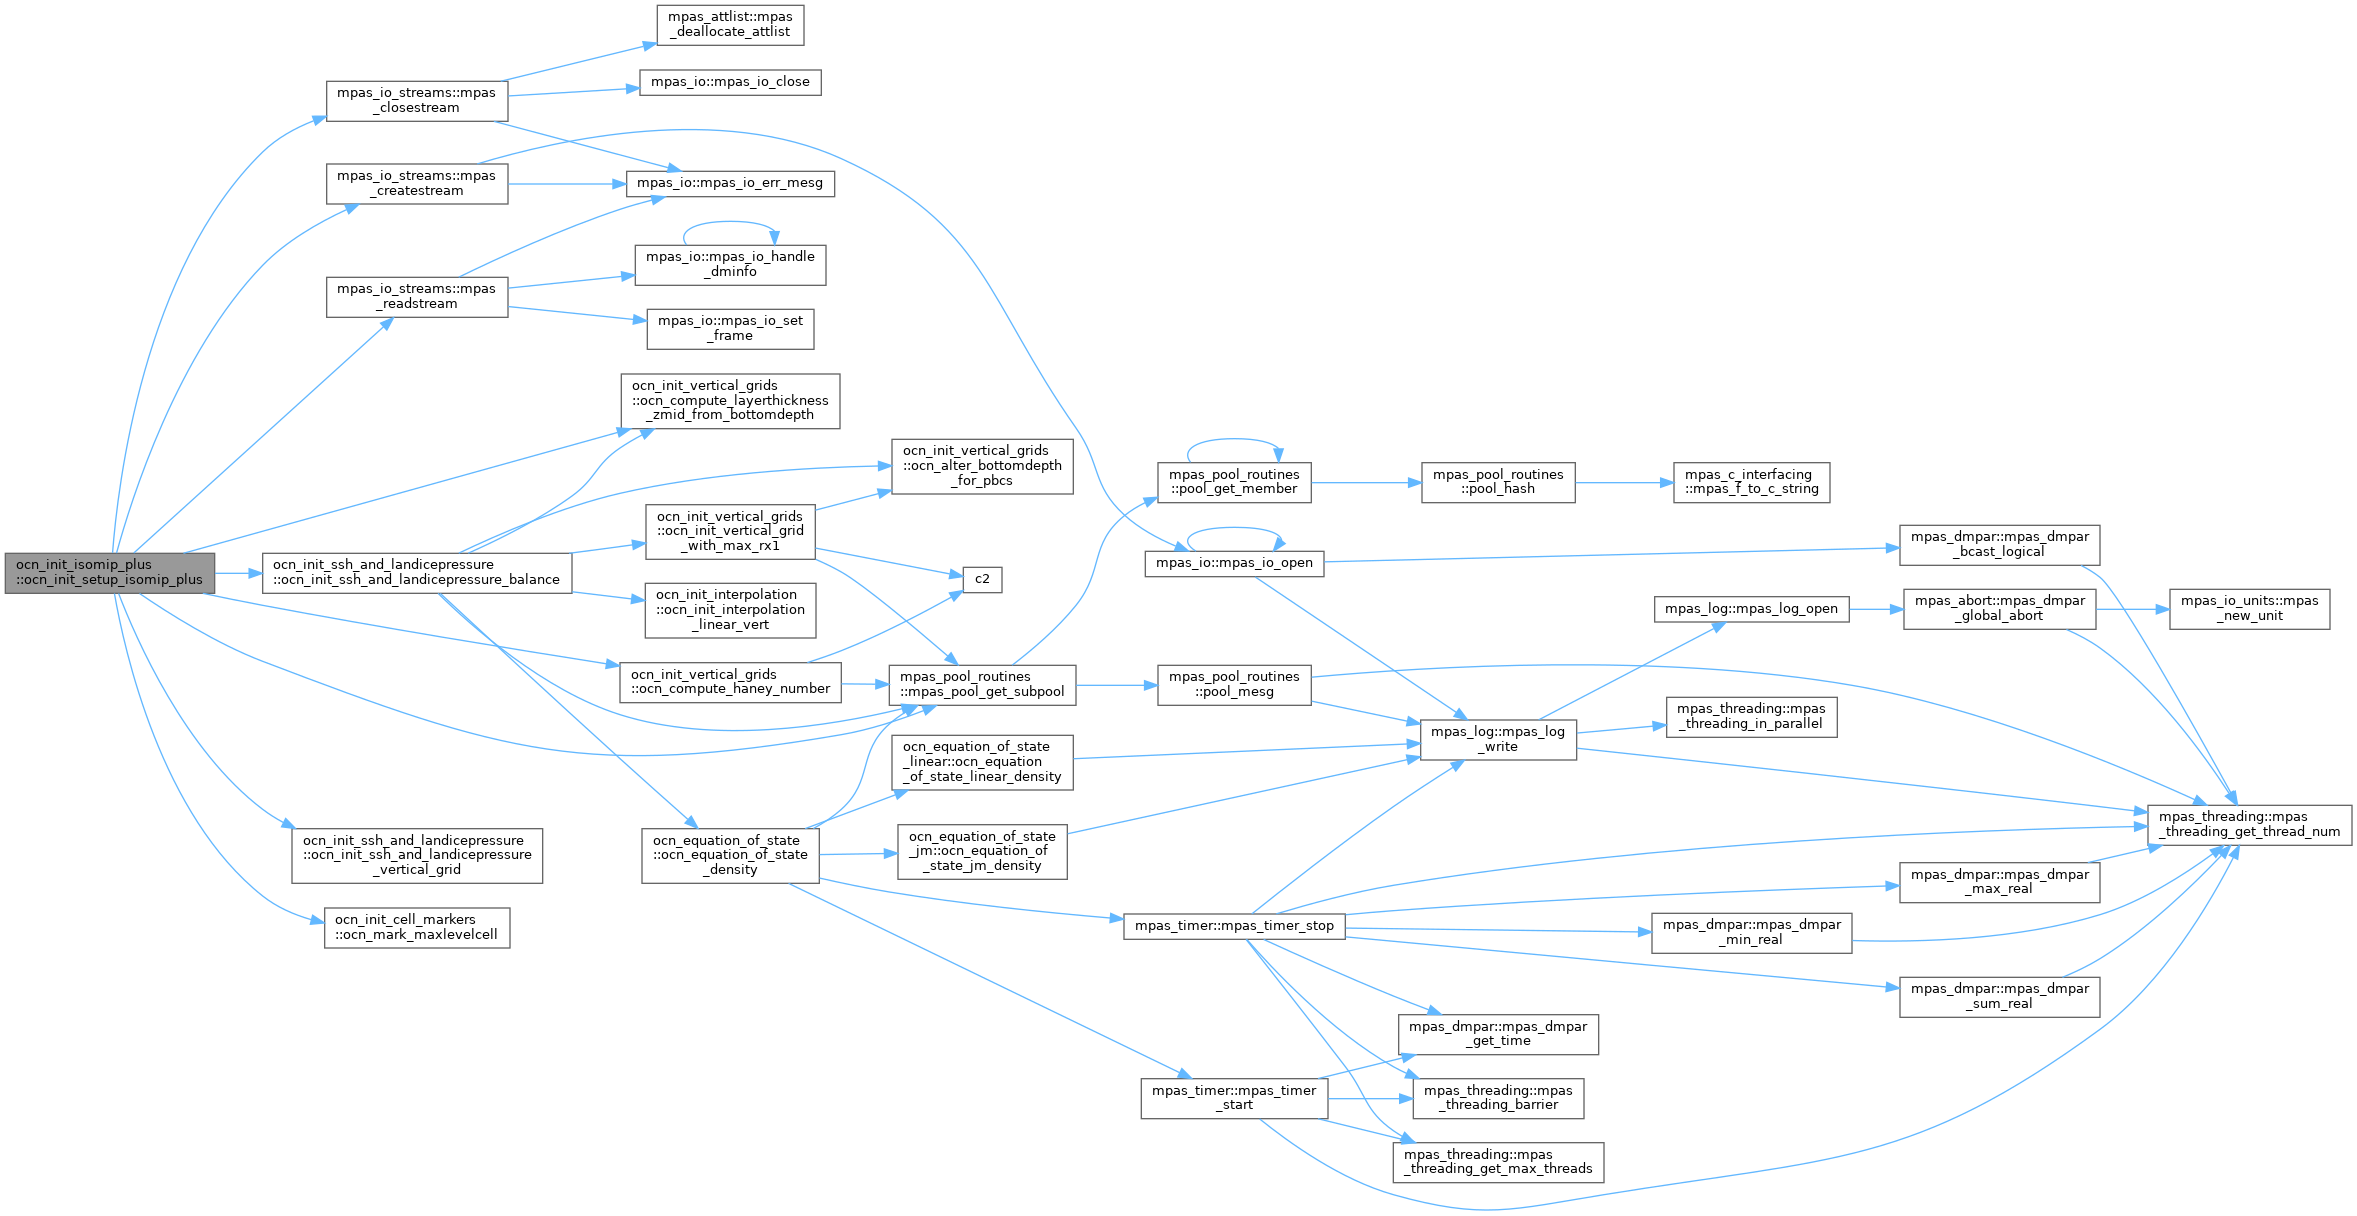 mpas_attlist::mpas
_deallocate_attlist
mpas_io_streams::mpas
_closestream
mpas_io::mpas_io_close
mpas_io_streams::mpas
_createstream
mpas_io::mpas_io_err_mesg
mpas_io::mpas_io_handle
_dminfo
mpas_io_streams::mpas
_readstream
mpas_io::mpas_io_set
_frame
ocn_init_vertical_grids
::ocn_compute_layerthickness
_zmid_from_bottomdepth
ocn_init_vertical_grids
::ocn_alter_bottomdepth
_for_pbcs
ocn_init_vertical_grids
::ocn_init_vertical_grid
_with_max_rx1
ocn_init_isomip_plus
::ocn_init_setup_isomip_plus
ocn_init_ssh_and_landicepressure
::ocn_init_ssh_and_landicepressure_balance
c2
ocn_init_interpolation
::ocn_init_interpolation
_linear_vert
ocn_init_vertical_grids
::ocn_compute_haney_number
mpas_pool_routines
::mpas_pool_get_subpool
ocn_equation_of_state
_linear::ocn_equation
_of_state_linear_density
ocn_init_ssh_and_landicepressure
::ocn_init_ssh_and_landicepressure
_vertical_grid
ocn_equation_of_state
::ocn_equation_of_state
_density
ocn_equation_of_state
_jm::ocn_equation_of
_state_jm_density
ocn_init_cell_markers
::ocn_mark_maxlevelcell
mpas_pool_routines
::pool_get_member
mpas_pool_routines
::pool_hash
mpas_c_interfacing
::mpas_f_to_c_string
mpas_io::mpas_io_open
mpas_dmpar::mpas_dmpar
_bcast_logical
mpas_log::mpas_log_open
mpas_abort::mpas_dmpar
_global_abort
mpas_io_units::mpas
_new_unit
mpas_pool_routines
::pool_mesg
mpas_log::mpas_log
_write
mpas_threading::mpas
_threading_in_parallel
mpas_threading::mpas
_threading_get_thread_num
mpas_dmpar::mpas_dmpar
_max_real
mpas_timer::mpas_timer_stop
mpas_dmpar::mpas_dmpar
_min_real
mpas_dmpar::mpas_dmpar
_sum_real
mpas_dmpar::mpas_dmpar
_get_time
mpas_timer::mpas_timer
_start
mpas_threading::mpas
_threading_barrier
mpas_threading::mpas
_threading_get_max_threads